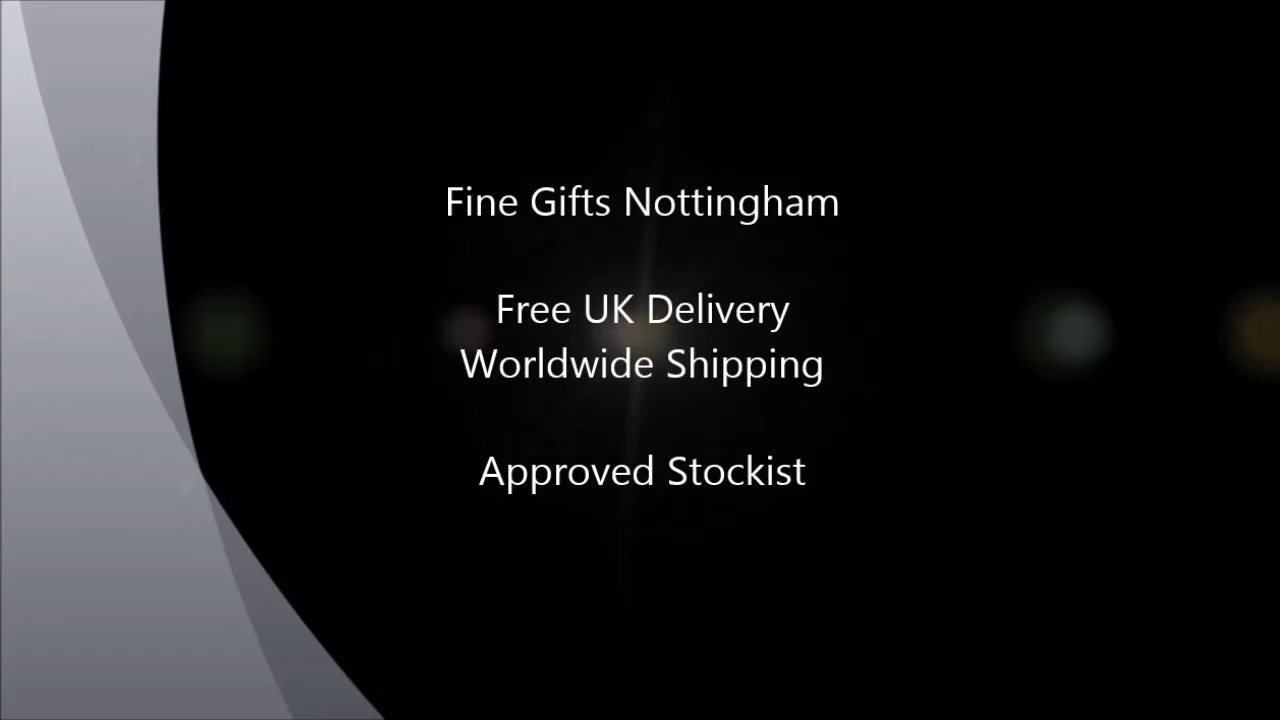 Fine Gifts Nottingham
Free UK Delivery
Worldwide Shipping
Approved Stockist